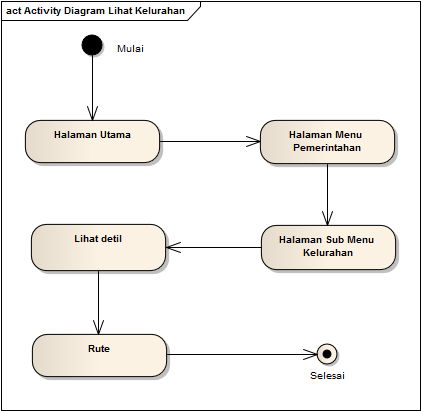 act Activity Diagram Lihat Kelurahan
Mulai
Halaman Utama
Halaman Menu
Pemerintahan
Lihat detil
Halaman Sub Menu
Kelurahan
Rute
Selesai